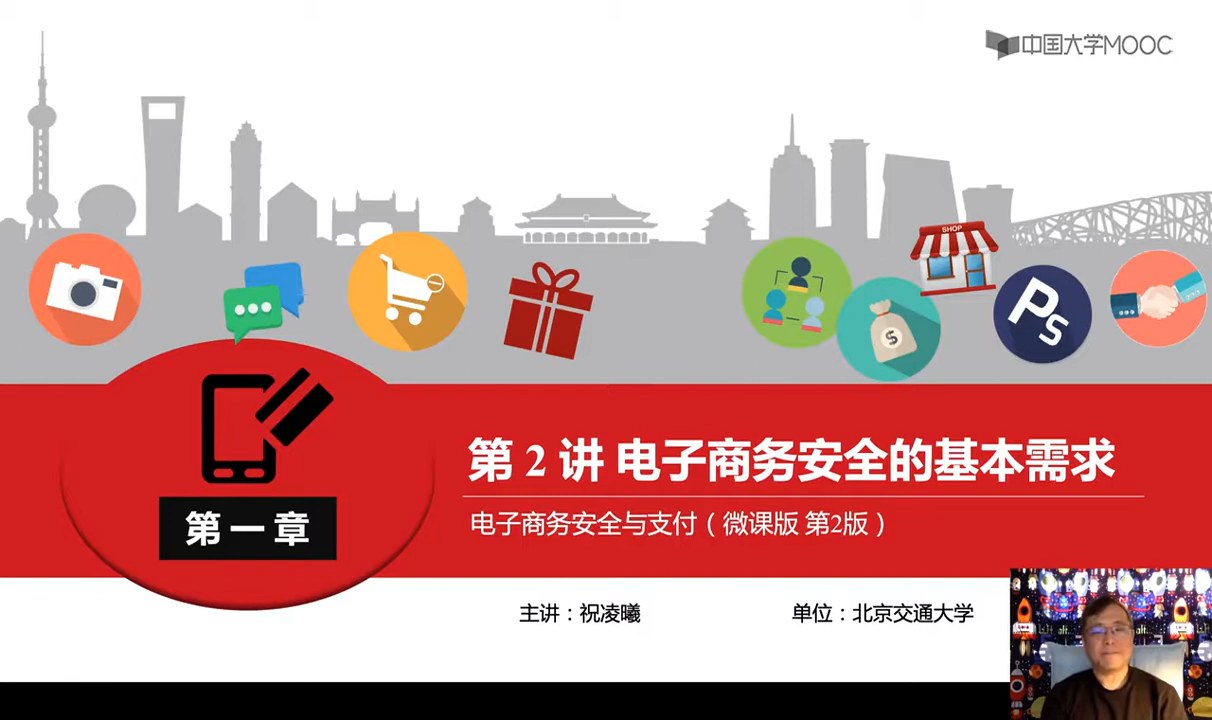 中国大学MOOC
SHOP
$
Ps
第 2 讲 电子商务安全的基本需求
第 一 章
电子商务安全与支付（微课版 第2版）
主讲：祝凌曦
单位：北京交通大学